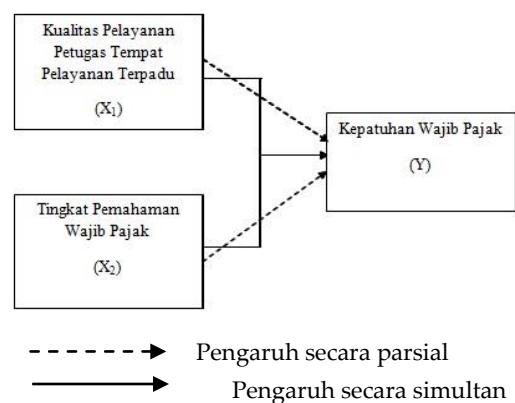 Kualitas Pelayanan
Petugas Tempat
Pelayanan Terpadu
(X₁)
Kepatuhan Wajib Pajak
(Y)
Tingkat Pemahaman
Wajib Pajak
(X₂)
Pengaruh secara parsial
Pengaruh secara simultan